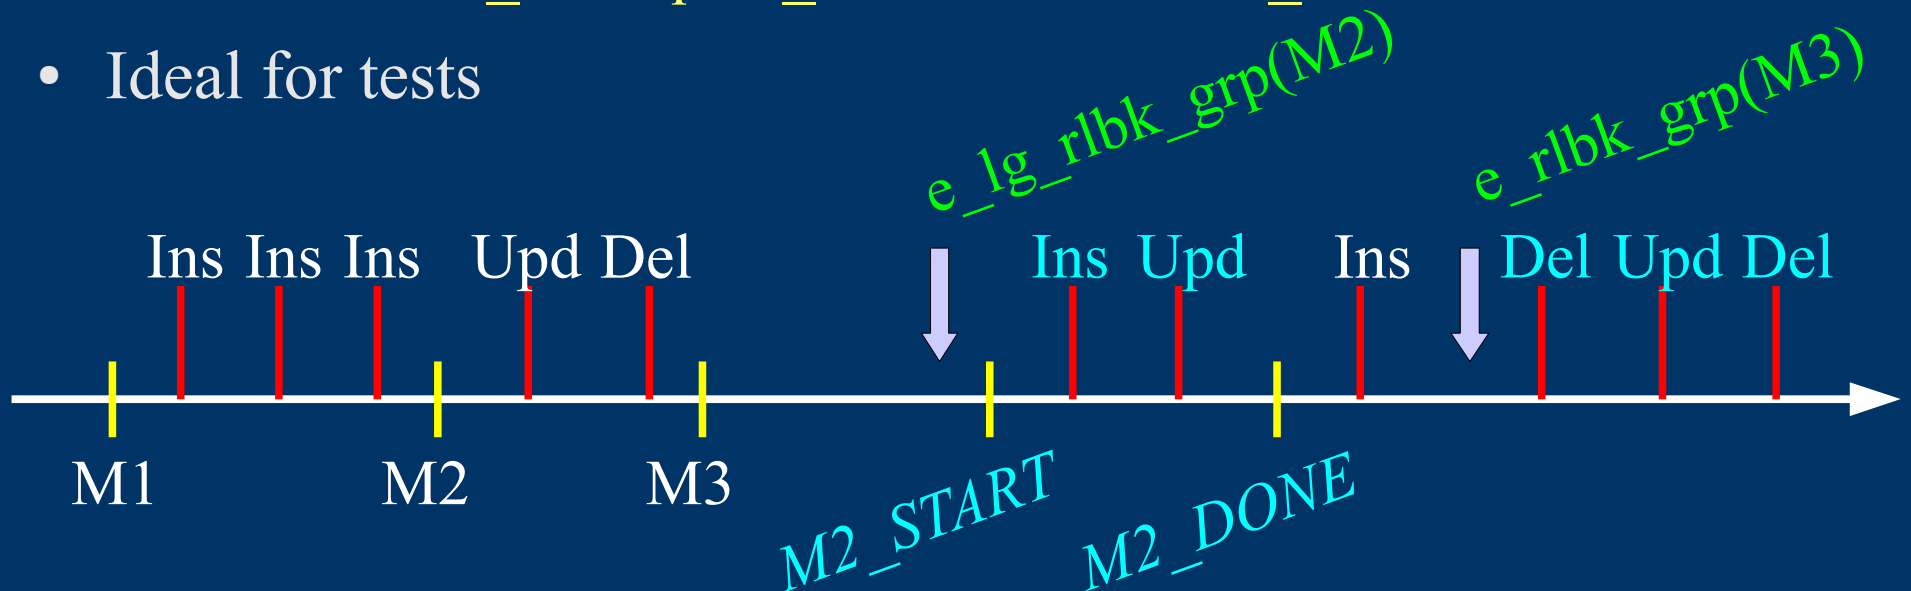 • Ideal for tests
e_lg_rlbk_grp(M2)
e_rlbk_grp(M3)
Ins Ins Ins Upd Del Ins Upd Ins Del Upd Del
M1 M2 M3 M2_START M2_DONE